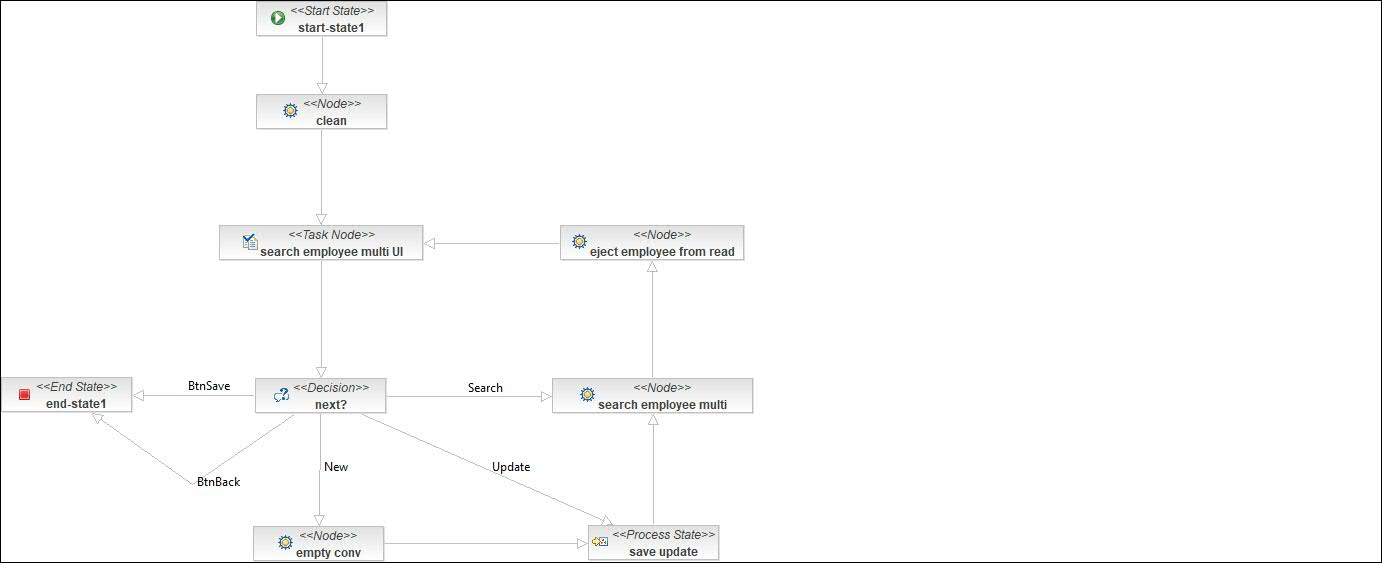 <<Start State>>
start-state1
<<Node>>
clean
<<Task Node>>
search employee multi UI
<<Node>>
eject employee from read
<<End State>>
end-state1
BtnSave
<<Decision>>
next?
Search
<<Node>>
search employee multi
BtnBack
New
Update
<<Node>>
empty conv
<<Process State>>
save update